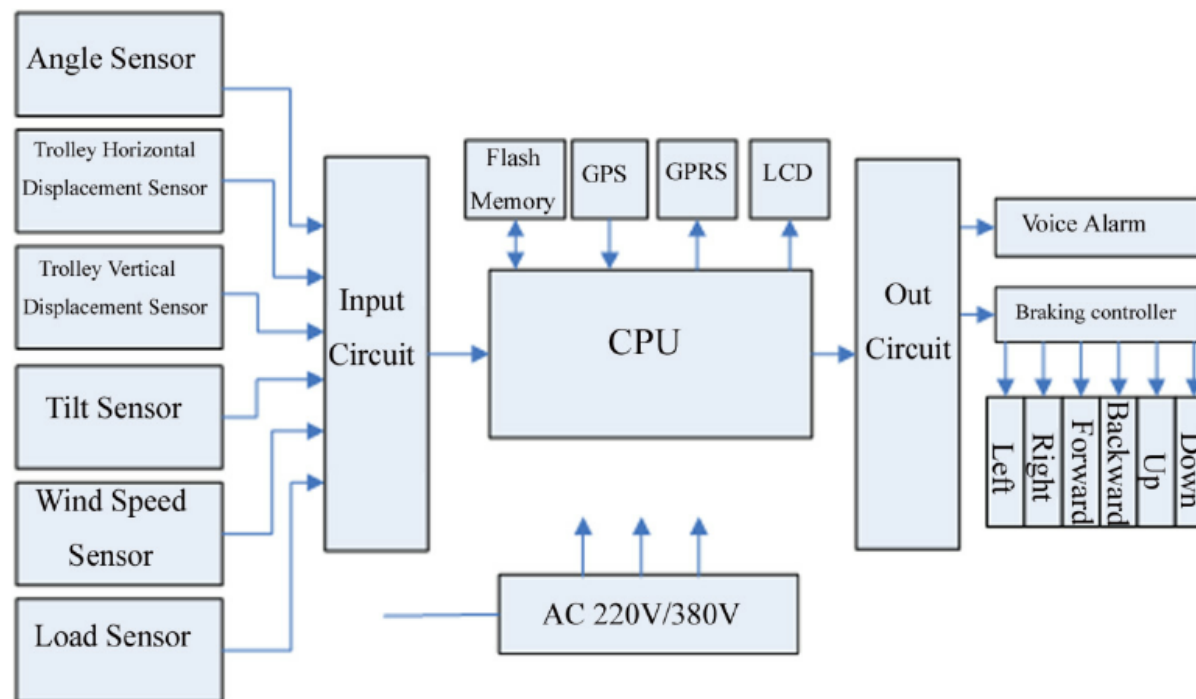 Angle Sensor
Trolley Horizontal
Displacement Sensor
Trolley Vertical
Displacement Sensor
Tilt Sensor
Wind Speed
Sensor
Load Sensor
Input
Circuit
Flash
Memory
GPS
GPRS
LCD
CPU
AC 220V/380V
Out
Circuit
Voice Alarm
Braking controller
Left
Right
Forward
Backward
Up
Down